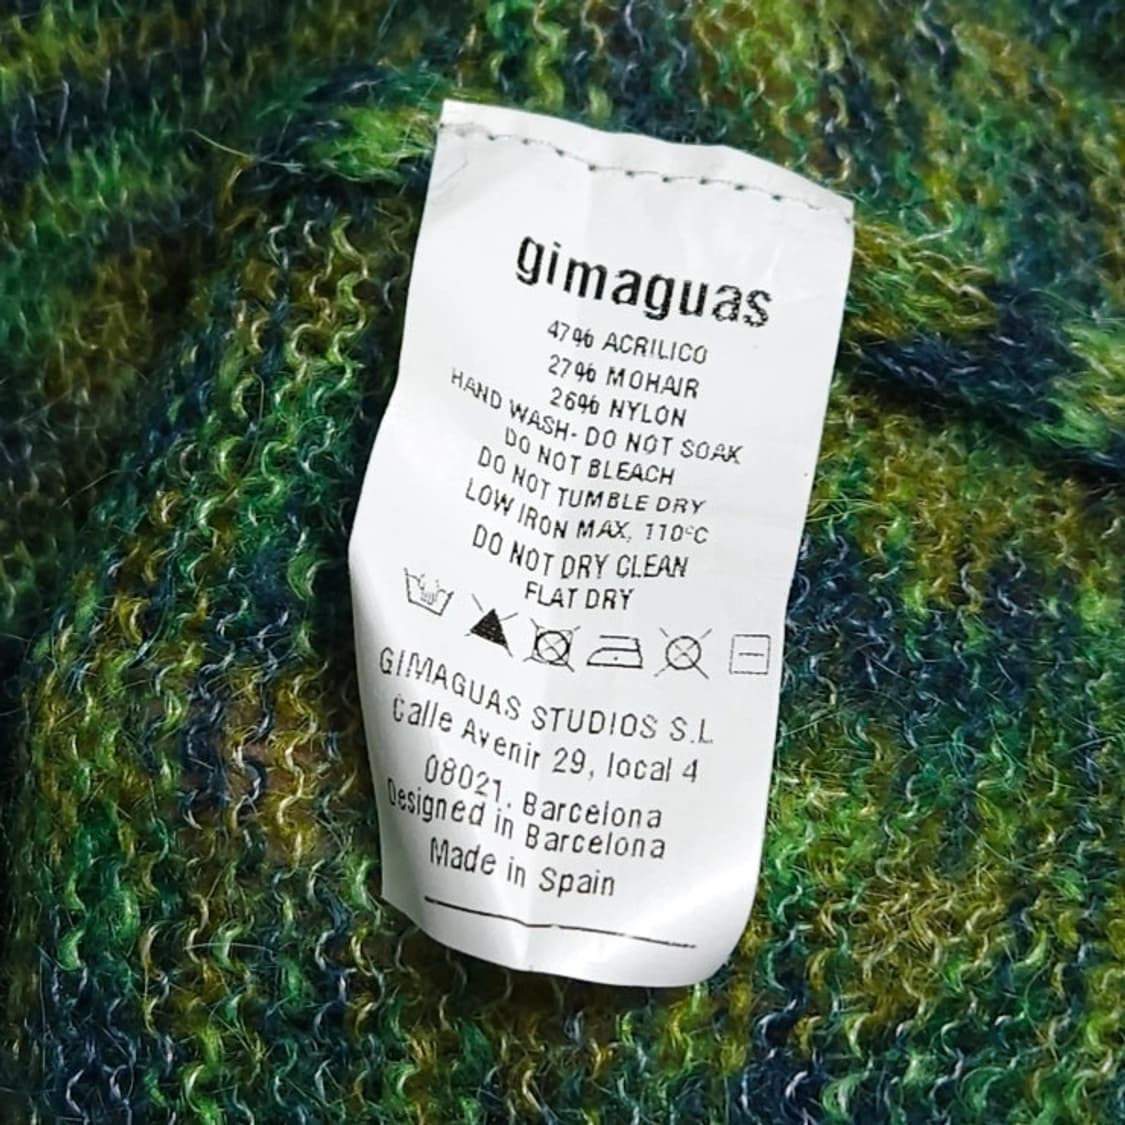 gimaguas
47% ACRILICO
27% MOHAIR
26% NYLON
HAND WASH- DO NOT SOAK
DO NOT BLEACH
DO NOT TUMBLE DRY
LOW IRON MAX, 110ºC
DO NOT DRY CLEAN
FLAT DRY
GIMAGUAS STUDIOS S.L
Calle Avenir 29, local 4
08021. Barcelona
Designed in Barcelona
Made in Spain